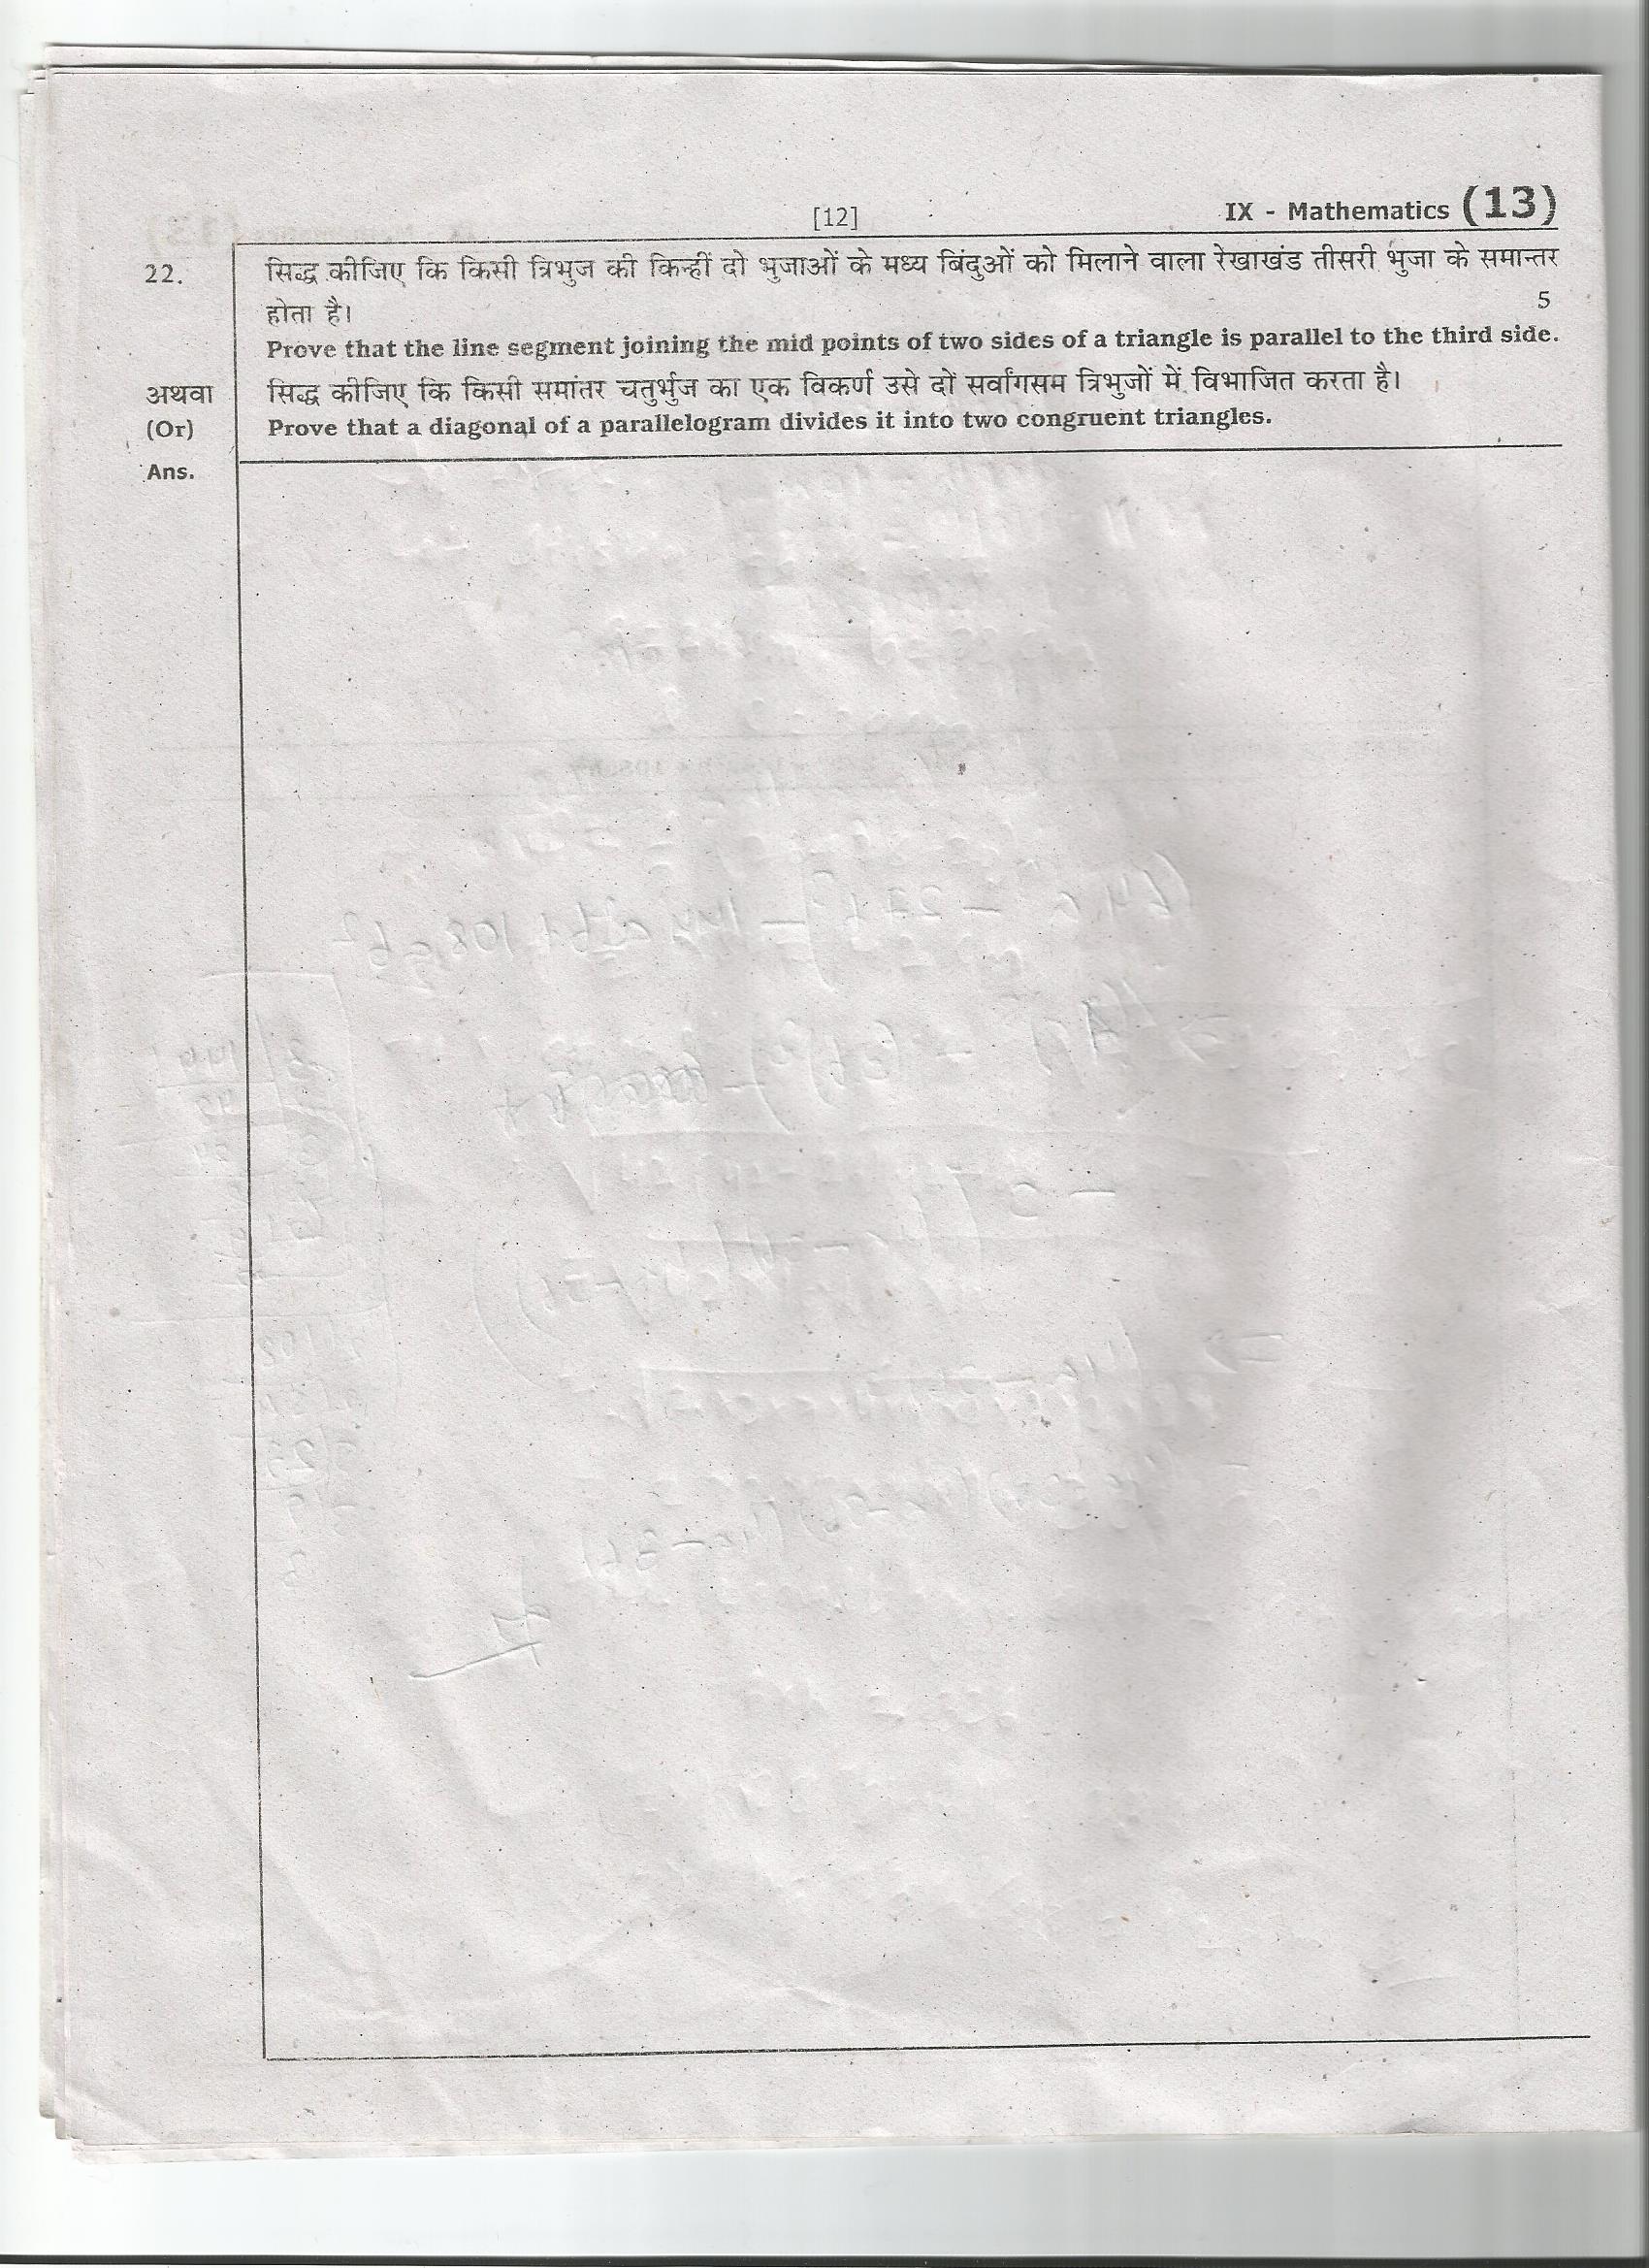 [12] IX - Mathematics (13)
22. सिद्ध कीजिए कि किसी त्रिभुज की किन्हीं दो भुजाओं के मध्य बिंदुओं को मिलाने वाला रेखाखंड तीसरी भुजा के समान्तर
होता है। 5
Prove that the line segment joining the mid points of two sides of a triangle is parallel to the third side.
अथवा सिद्ध कीजिए कि किसी समांतर चतुर्भुज का एक विकर्ण उसे दों सर्वांगसम त्रिभुजों में विभाजित करता है।
(Or) Prove that a diagonal of a parallelogram divides it into two congruent triangles.
Ans.